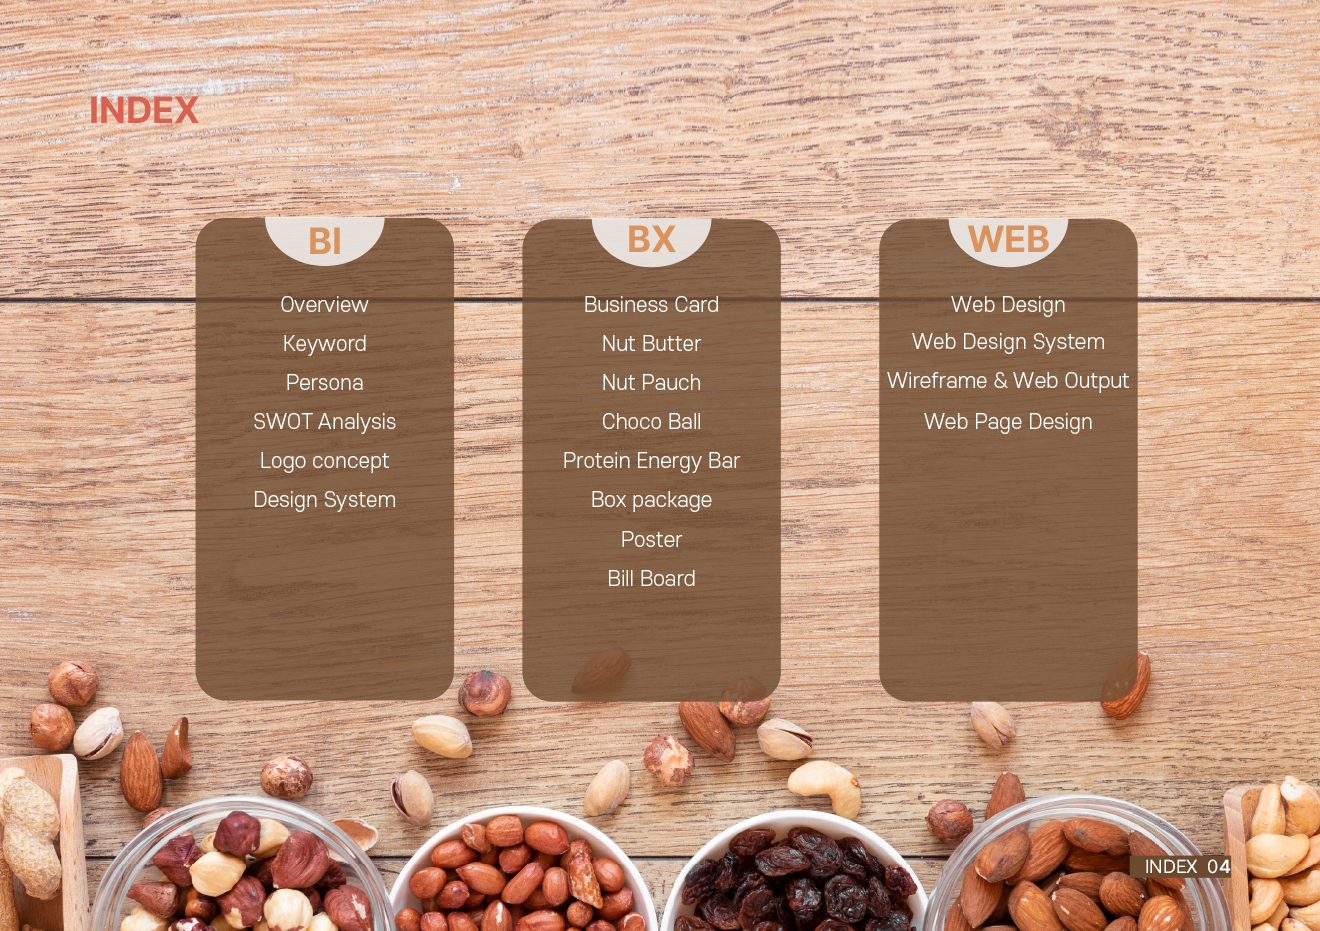 INDEX
BI
Overview
Keyword
Persona
SWOT Analysis
Logo concept
Design System
BX
Business Card
Nut Butter
Nut Pauch
Choco Ball
Protein Energy Bar
Box package
Poster
Bill Board
WEB
Web Design
Web Design System
Wireframe & Web Output
Web Page Design
INDEX 04